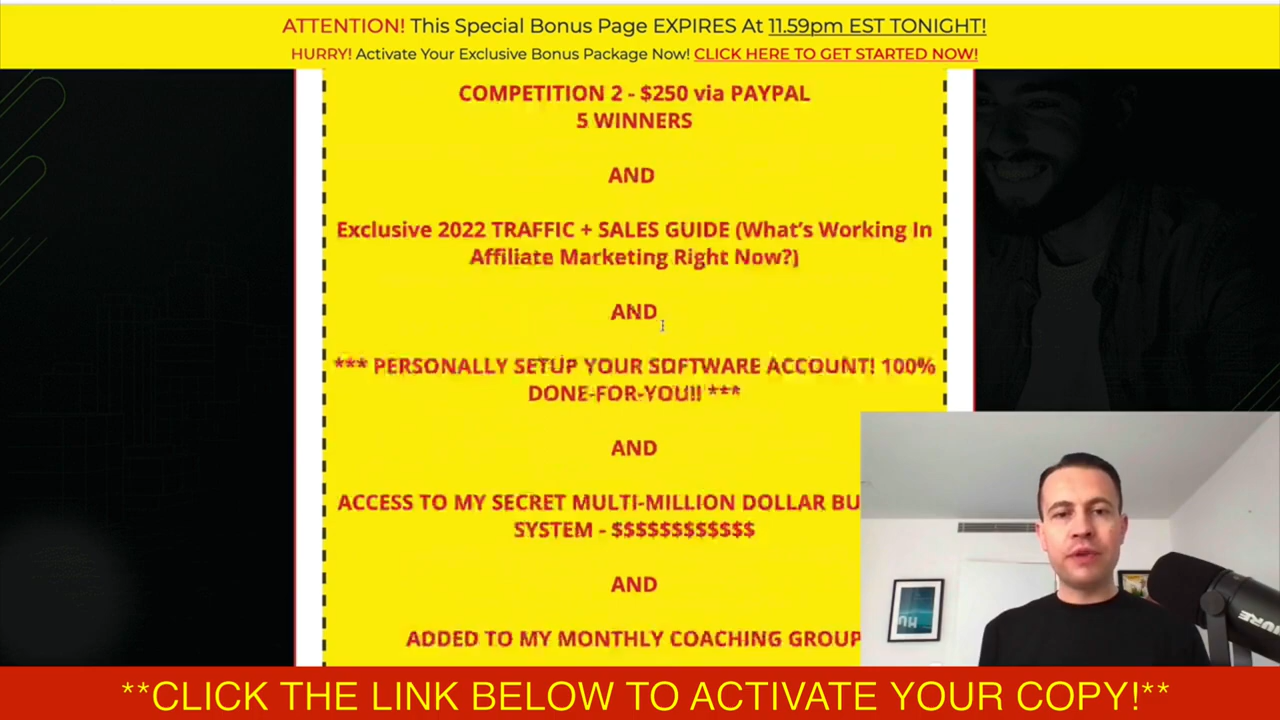 ATTENTION! This Special Bonus Page EXPIRES At 11.59pm EST TONIGHT!
HURRY! Activate Your Exclusive Bonus Package Now! CLICK HERE TO GET STARTED NOW!
COMPETITION 2 - $250 via PAYPAL
5 WINNERS
AND
Exclusive 2022 TRAFFIC + SALES GUIDE (What's Working In
Affiliate Marketing Right Now?)
AND
*** PERSONALLY SETUP YOUR SOFTWARE ACCOUNT! 100%
DONE-FOR-YOU!! ***
AND
ACCESS TO MY SECRET MULTI-MILLION DOLLAR BU
SYSTEM - $$$$$$$$$$$$
AND
ADDED TO MY MONTHLY COACHING GROUP
**CLICK THE LINK BELOW TO ACTIVATE YOUR COPY!**